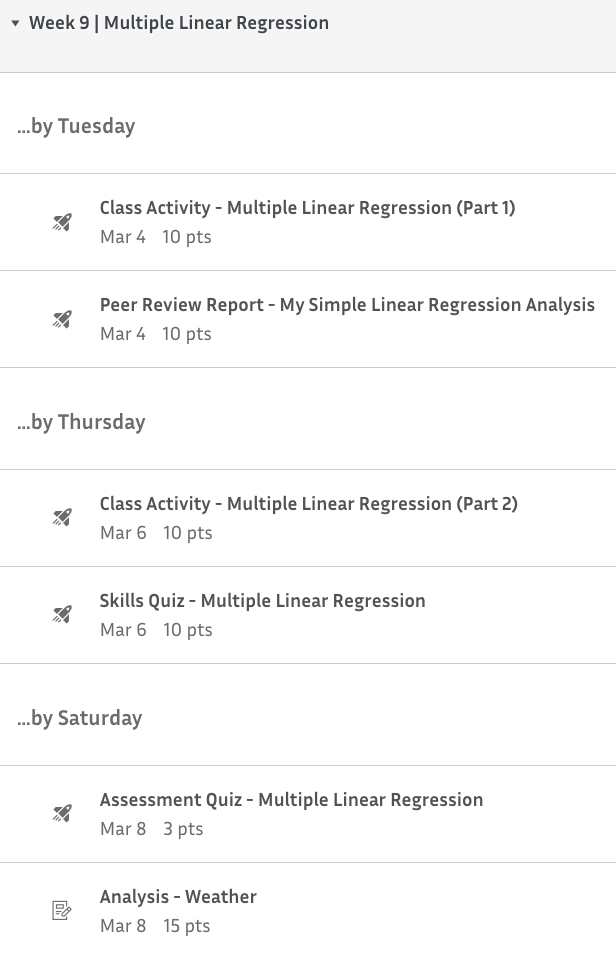 Week 9 | Multiple Linear Regression
...by Tuesday
Class Activity - Multiple Linear Regression (Part 1)
Mar 4 10 pts
Peer Review Report - My Simple Linear Regression Analysis
Mar 4 10 pts
...by Thursday
Class Activity - Multiple Linear Regression (Part 2)
Mar 6 10 pts
Skills Quiz - Multiple Linear Regression
Mar 6 10 pts
...by Saturday
Assessment Quiz - Multiple Linear Regression
Mar 8 3 pts
Analysis - Weather
Mar 8 15 pts